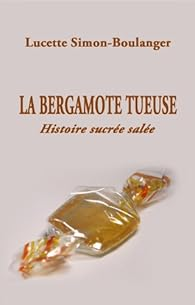 Lucette Simon-Boulanger
LA BERGAMOTE TUEUSE
Histoire sucrée salée